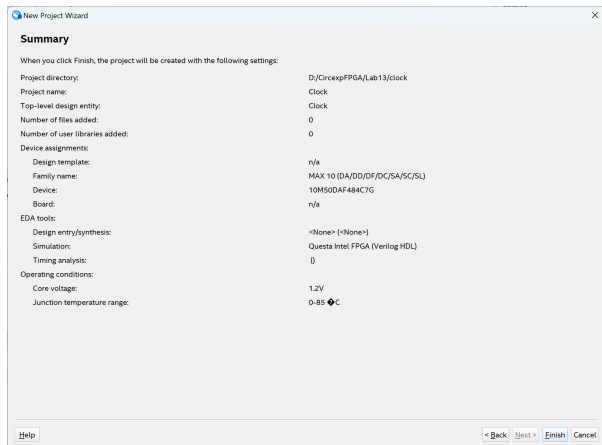 New Project Wizard
Summary
When you click Finish, the project will be created with the following settings:
Project directory: D:/CircexpFPGA/Lab13/clock
Project name: Clock
Top-level design entity: Clock
Number of files added: 0
Number of user libraries added: 0
Device assignments:
Design template: n/a
Family name: MAX 10 (DA/DD/DF/DC/SA/SC/SL)
Device: 10M50DAF484C7G
Board: n/a
EDA tools:
Design entry/synthesis: <None> (<None>)
Simulation: Questa Intel FPGA (Verilog HDL)
Timing analysis: ()
Operating conditions:
Core voltage: 1.2V
Junction temperature range: 0-85 �C
Help < Back Next > Finish Cancel